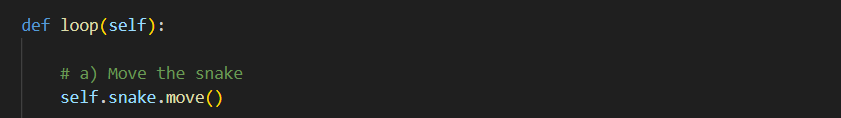 def loop(self):
# a) Move the snake
self.snake.move()